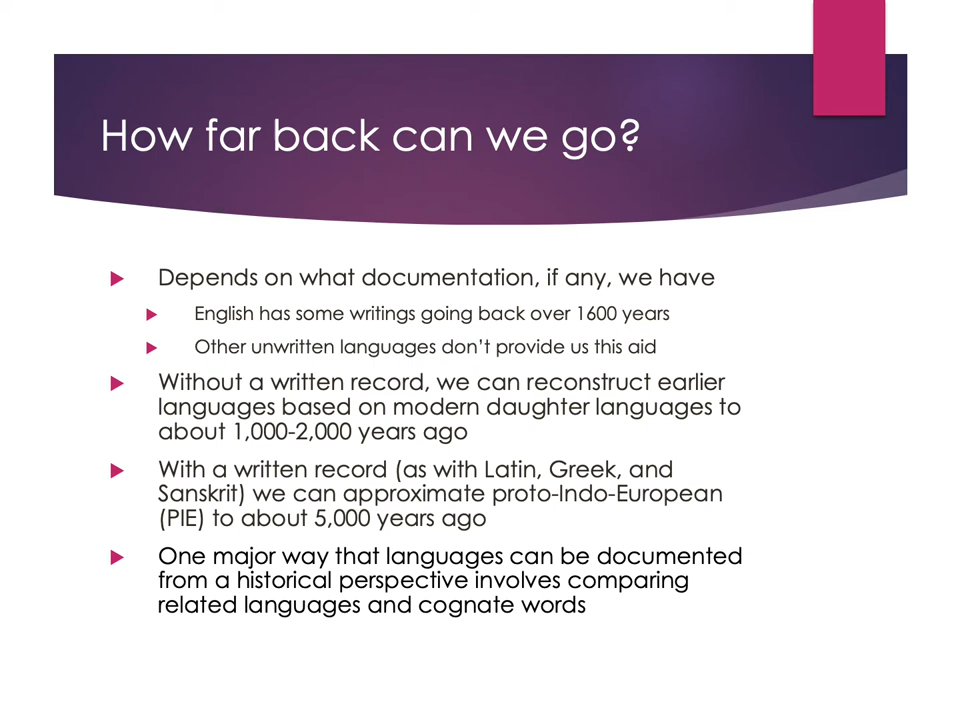 How far back can we go?
Depends on what documentation, if any, we have
English has some writings going back over 1600 years
Other unwritten languages don't provide us this aid
Without a written record, we can reconstruct earlier
languages based on modern daughter languages to
about 1,000-2,000 years ago
With a written record (as with Latin, Greek, and
Sanskrit) we can approximate proto-Indo-European
(PIE) to about 5,000 years ago
One major way that languages can be documented
from a historical perspective involves comparing
related languages and cognate words